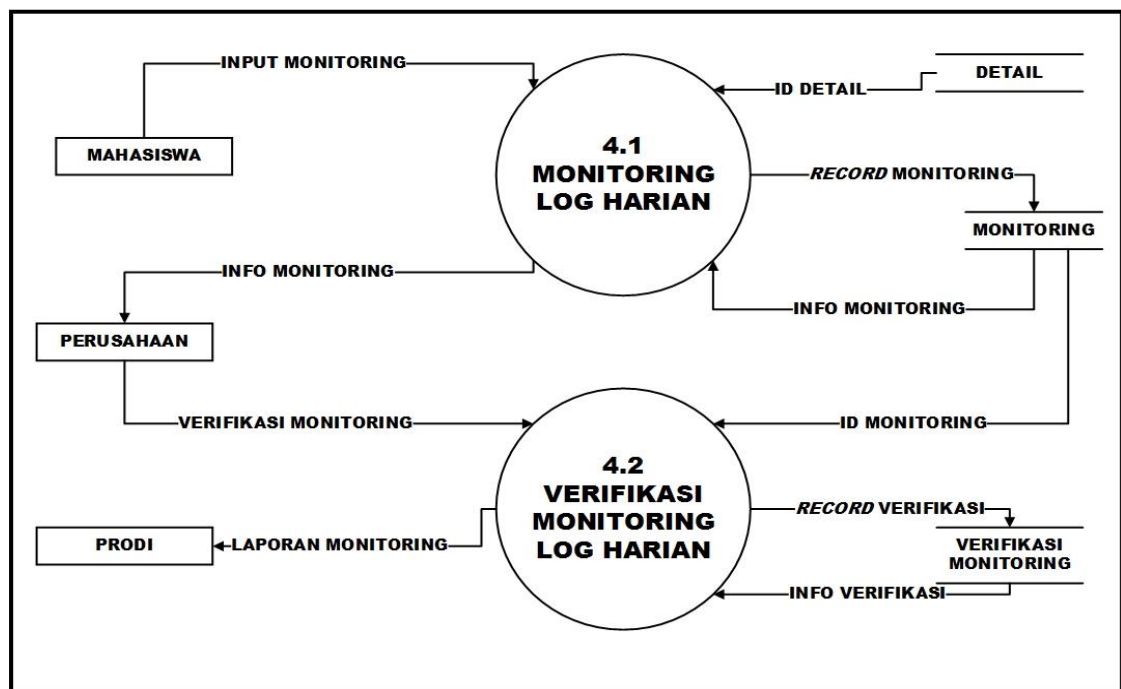 INPUT MONITORING
ID DETAIL
DETAIL
MAHASISWA
4.1
MONITORING
LOG HARIAN
RECORD MONITORING
MONITORING
INFO MONITORING
INFO MONITORING
PERUSAHAAN
VERIFIKASI MONITORING
ID MONITORING
4.2
VERIFIKASI
MONITORING
LOG HARIAN
RECORD VERIFIKASI
PRODI
LAPORAN MONITORING
VERIFIKASI
MONITORING
INFO VERIFIKASI